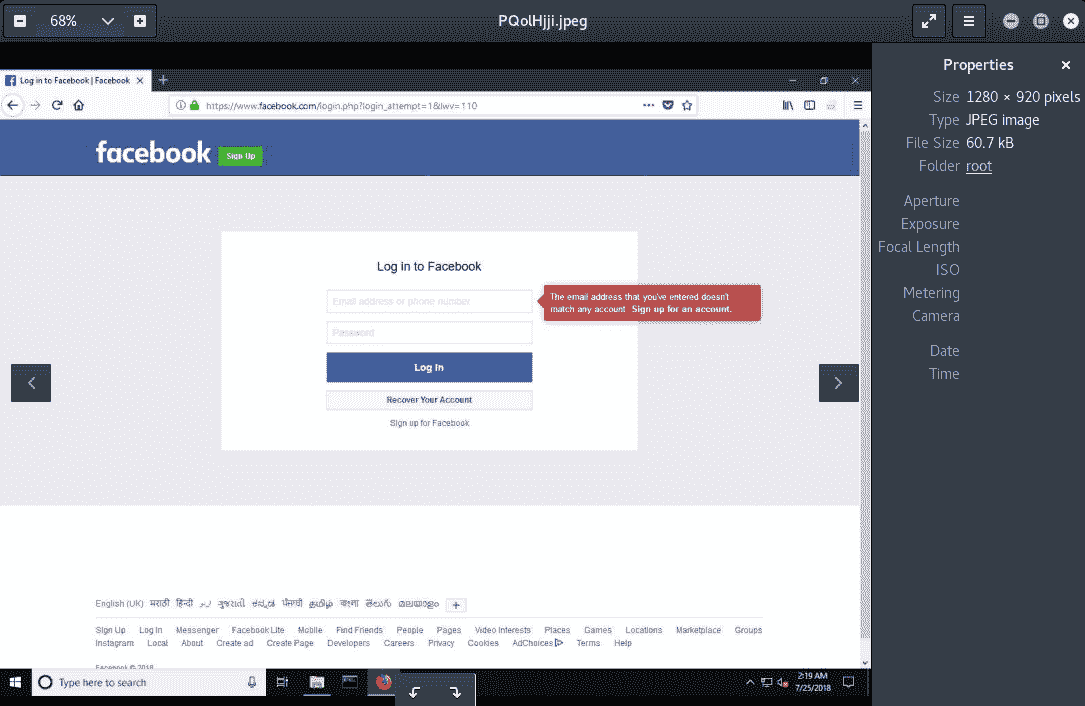 68%
PQolHjji.jpeg
Properties
Size 1280 × 920 pixels
Type JPEG image
File Size 60.7 kB
Folder root
Aperture
Exposure
Focal Length
ISO
Metering
Camera
Date
Time
Log in to Facebook | Facebook
https://www.facebook.com/login.php?login_attempt=1&lwv=110
facebook
Sign Up
Log in to Facebook
Email address or phone number
The email address that you've entered doesn't
match any account. Sign up for an account.
Password
Log In
Recover Your Account
Sign up for Facebook
English (UK) मराठी हिन्दी اردو ગુજરાતી ಕನ್ನಡ ਪੰਜਾਬੀ தமிழ் বাংলা తెలుగు മലയാളം +
Sign Up Log In Messenger Facebook Lite Mobile Find Friends People Pages Video Interests Places Games Locations Marketplace Groups
Instagram Local About Create ad Create Page Developers Careers Privacy Cookies AdChoices Terms Help
Facebook © 2018
Type here to search
2:19 AM
7/25/2018